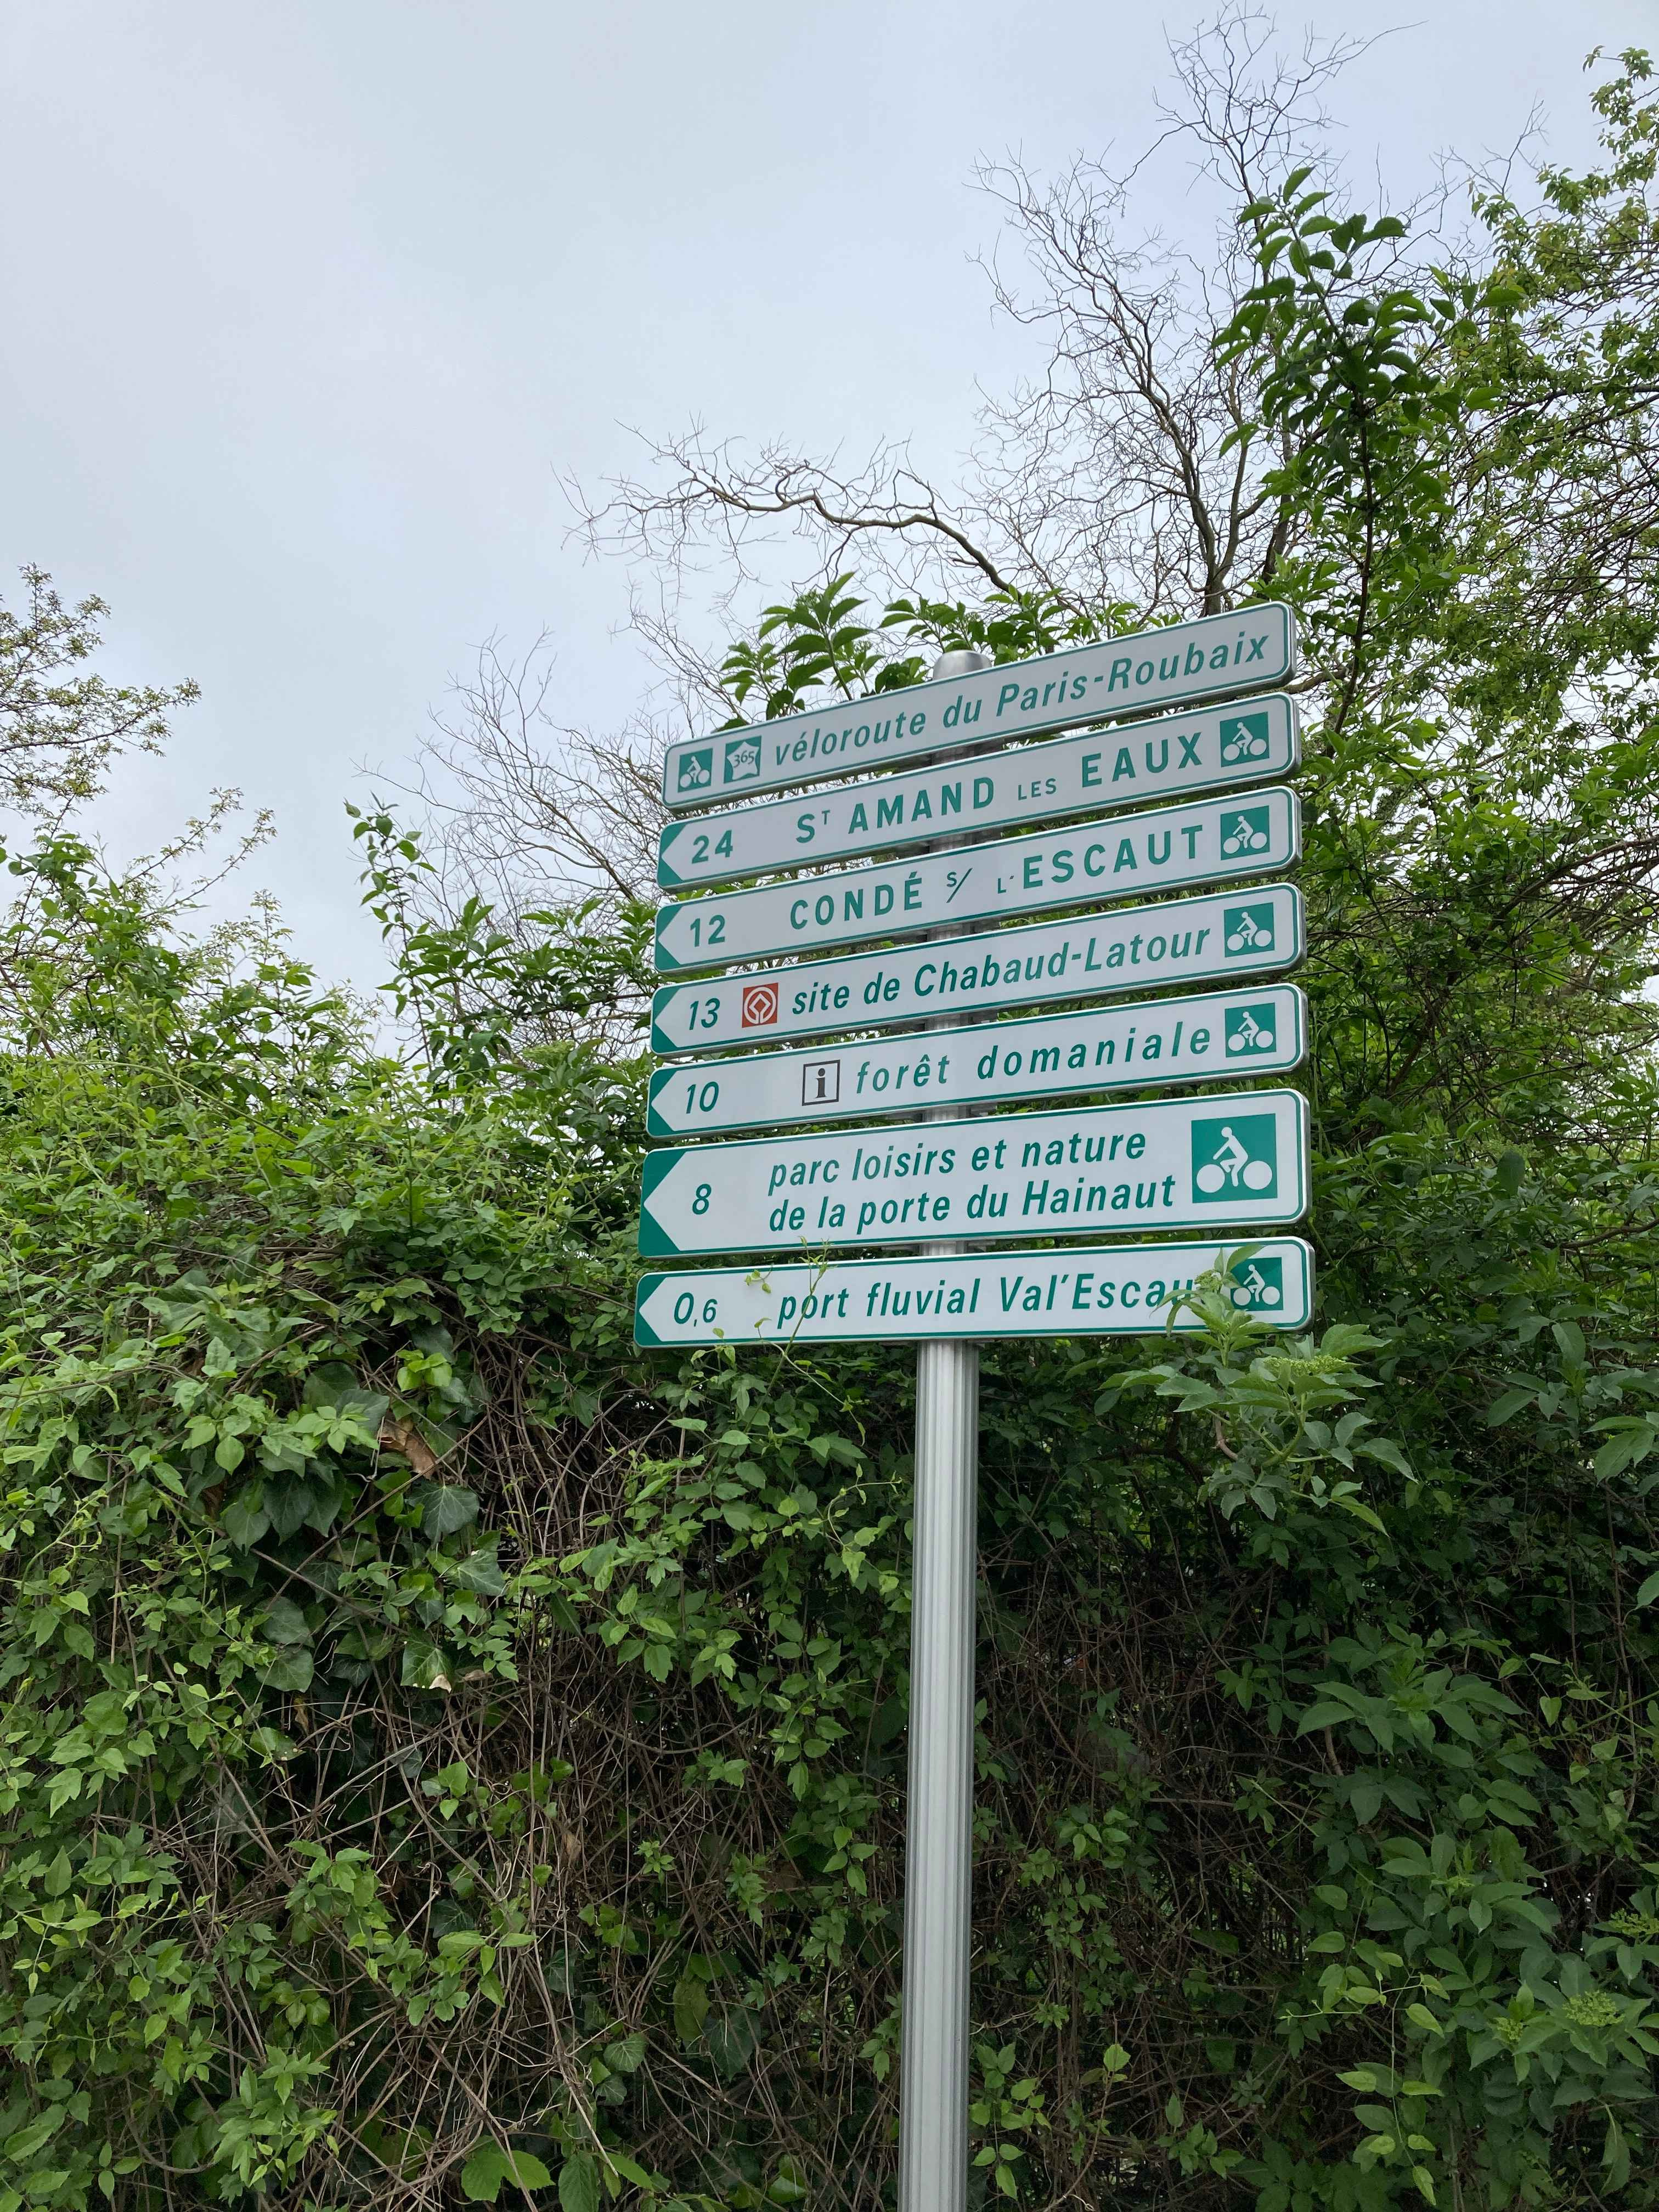 365 véloroute du Paris-Roubaix
24 ST AMAND LES EAUX
12 CONDÉ S/ L'ESCAUT
13 site de Chabaud-Latour
10 i forêt domaniale
8 parc loisirs et nature
de la porte du Hainaut
0,6 port fluvial